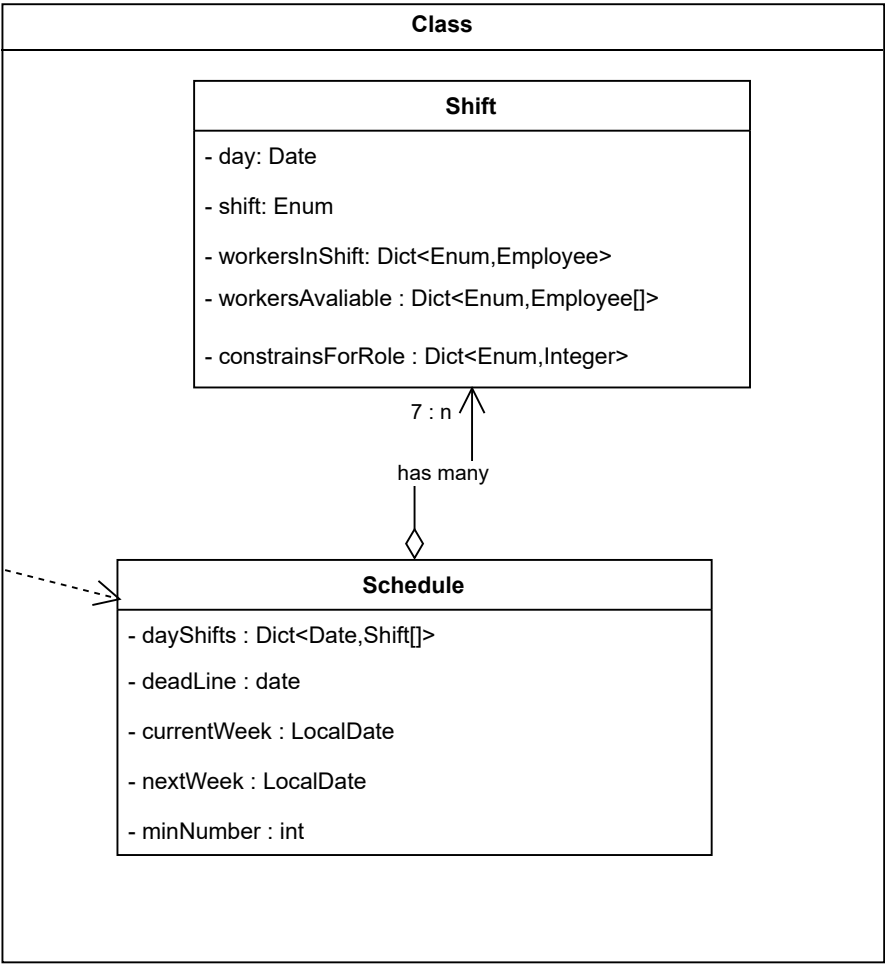 Class
Shift
- day: Date
- shift: Enum
- workersInShift: Dict<Enum,Employee>
- workersAvaliable : Dict<Enum,Employee[]>
- constrainsForRole : Dict<Enum,Integer>
7 : n
has many
Schedule
- dayShifts : Dict<Date,Shift[]>
- deadLine : date
- currentWeek : LocalDate
- nextWeek : LocalDate
- minNumber : int